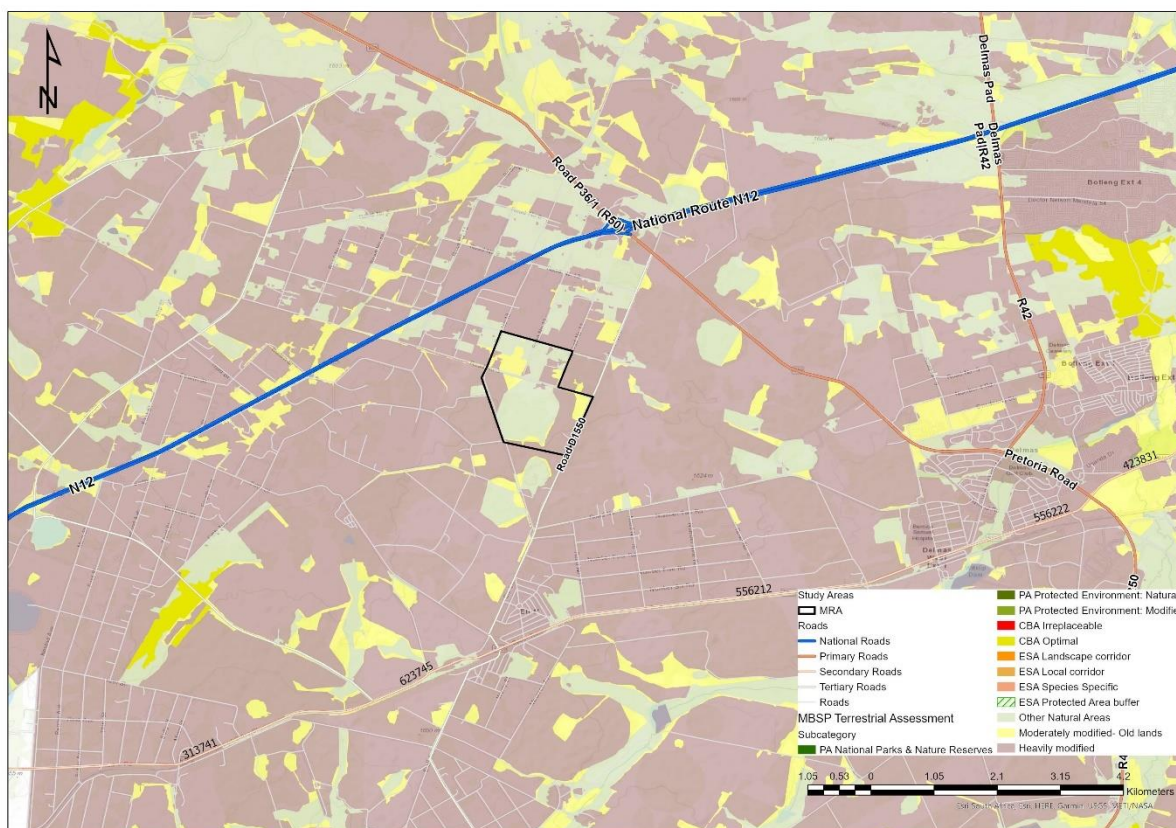 N
Delmas Pad
Delmas Pad|R42
Botleng Ext 4
Road P36/1 (R50)
National Route N12
R42
Road D1550
N12
Pretoria Road
423831
556222
556212
623745
313741
R4
Study Areas
MRA
Roads
National Roads
Primary Roads
Secondary Roads
Tertiary Roads
Roads
MBSP Terrestrial Assessment
Subcategory
PA National Parks & Nature Reserves
PA Protected Environment: Natura
PA Protected Environment: Modifie
CBA Irreplaceable
CBA Optimal
ESA Landscape corridor
ESA Local corridor
ESA Species Specific
ESA Protected Area buffer
Other Natural Areas
Moderately modified- Old lands
Heavily modified
1.05 0.53 0 1.05 2.1 3.15 4.2
Kilometers